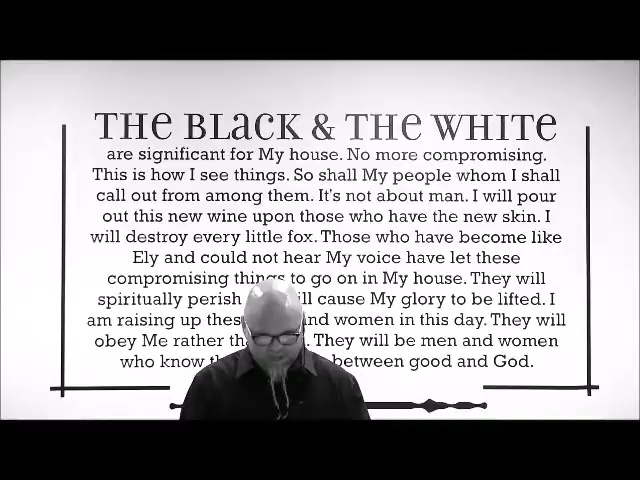 THE BLACK & THE WHITE
are significant for My house. No more compromising.
This is how I see things. So shall My people whom I shall
call out from among them. It's not about man. I will pour
out this new wine upon those who have the new skin. I
will destroy every little fox. Those who have become like
Ely and could not hear My voice have let these
compromising things to go on in My house. They will
spiritually perish ill cause My glory to be lifted. I
am raising up these nd women in this day. They will
obey Me rather tha . They will be men and women
who know th between good and God.